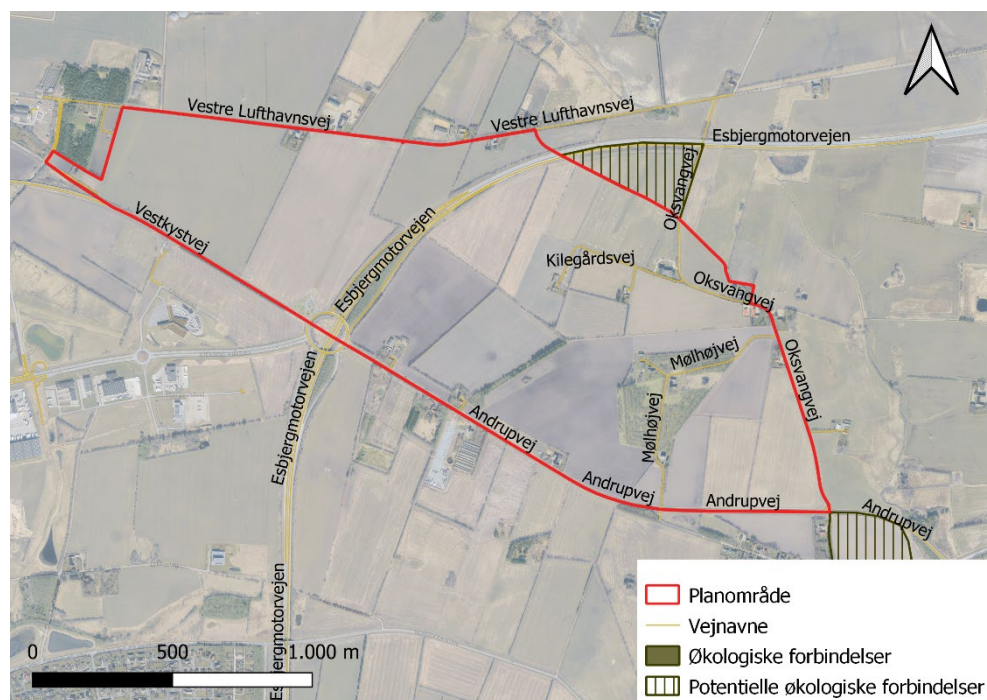 Vestre Lufthavnsvej
Vestre Lufthavnsvej
Esbjergmotorvejen
Oksvangvej
Vestkystvej
Esbjergmotorvejen
Kilegårdsvej
Oksvangvej
Mølhøjvej
Oksvangvej
Esbjergmotorvejen
Andrupvej
Mølhøjvej
Andrupvej
Andrupvej
Andrupvej
Esbjergmotorvejen
0 500 1.000 m
Planområde
Vejnavne
Økologiske forbindelser
Potentielle økologiske forbindelser